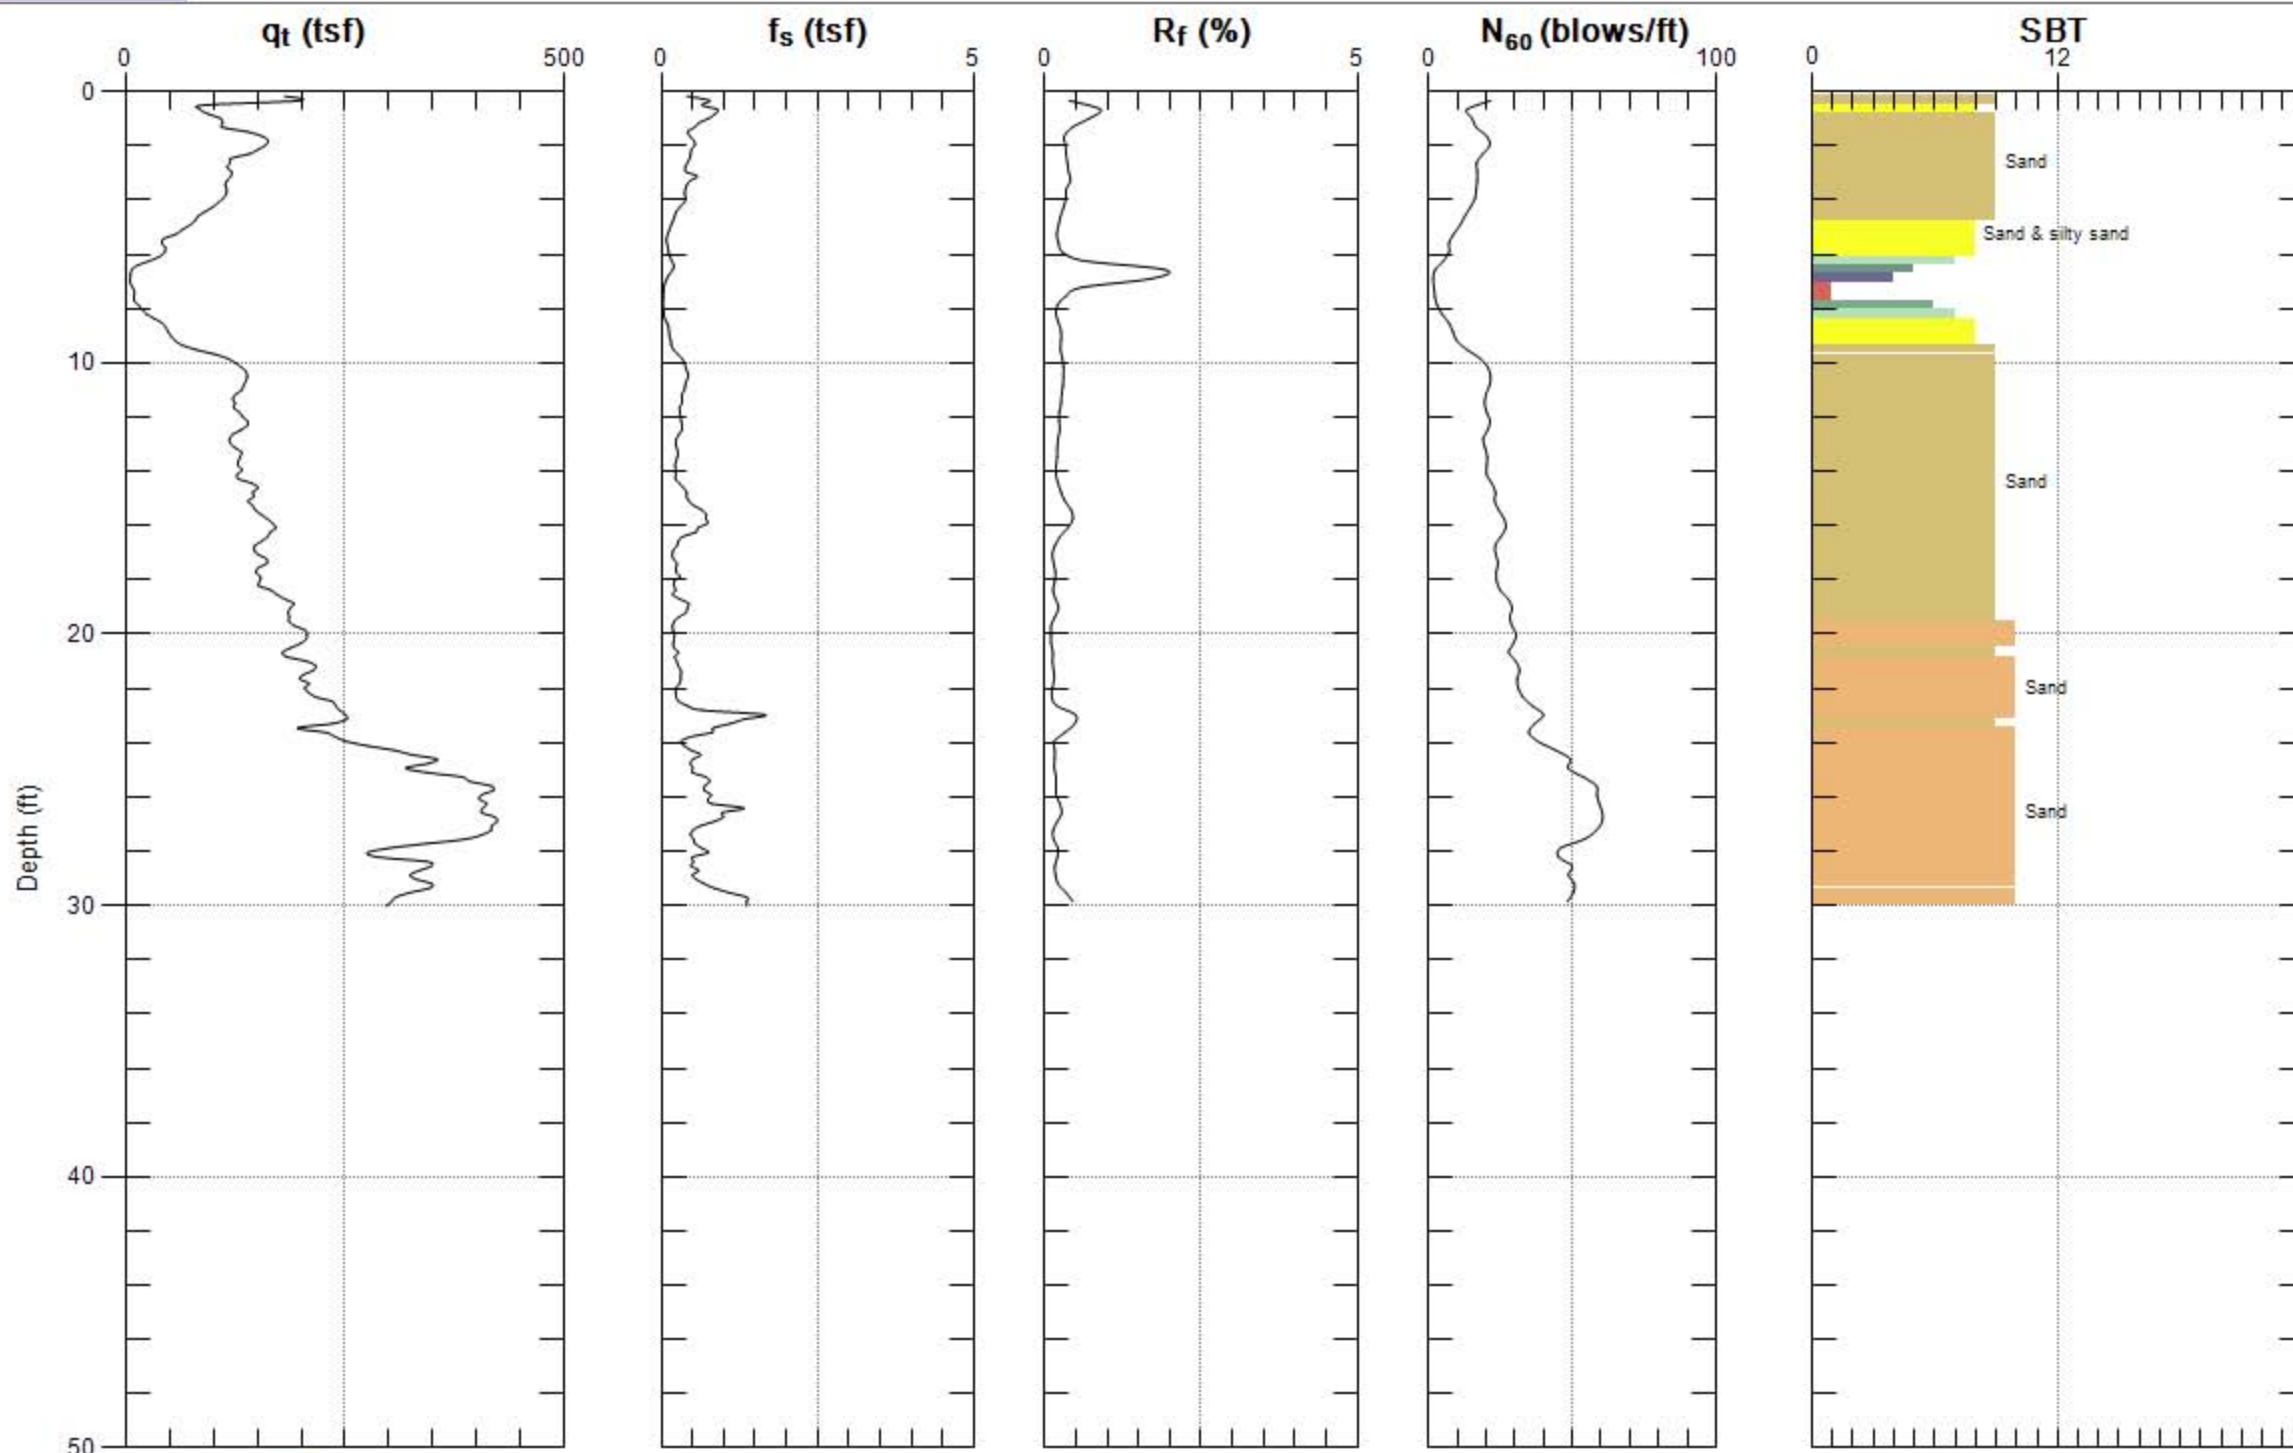 qt (tsf) fs (tsf) Rf (%) N60 (blows/ft) SBT
0 500 0 5 0 5 0 100 0 12
0
Sand
Sand & silty sand
10
Sand
20
Sand
Sand
Depth (ft)
30
40
50